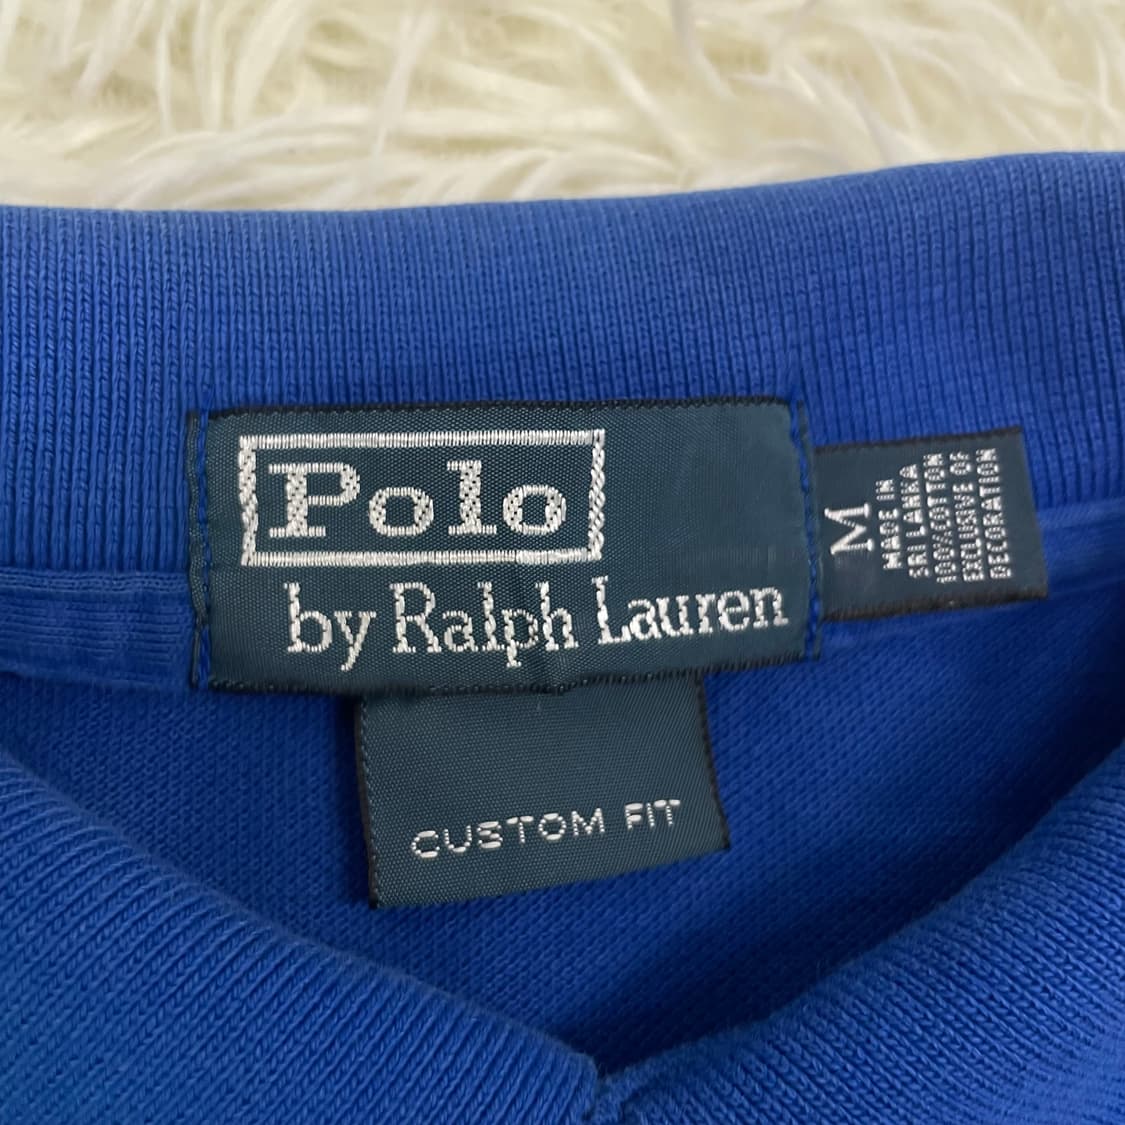 Polo
by Ralph Lauren
M
MADE IN
SRI LANKA
100% COTTON
EXCLUSIVE OF
DECORATION
CUSTOM FIT